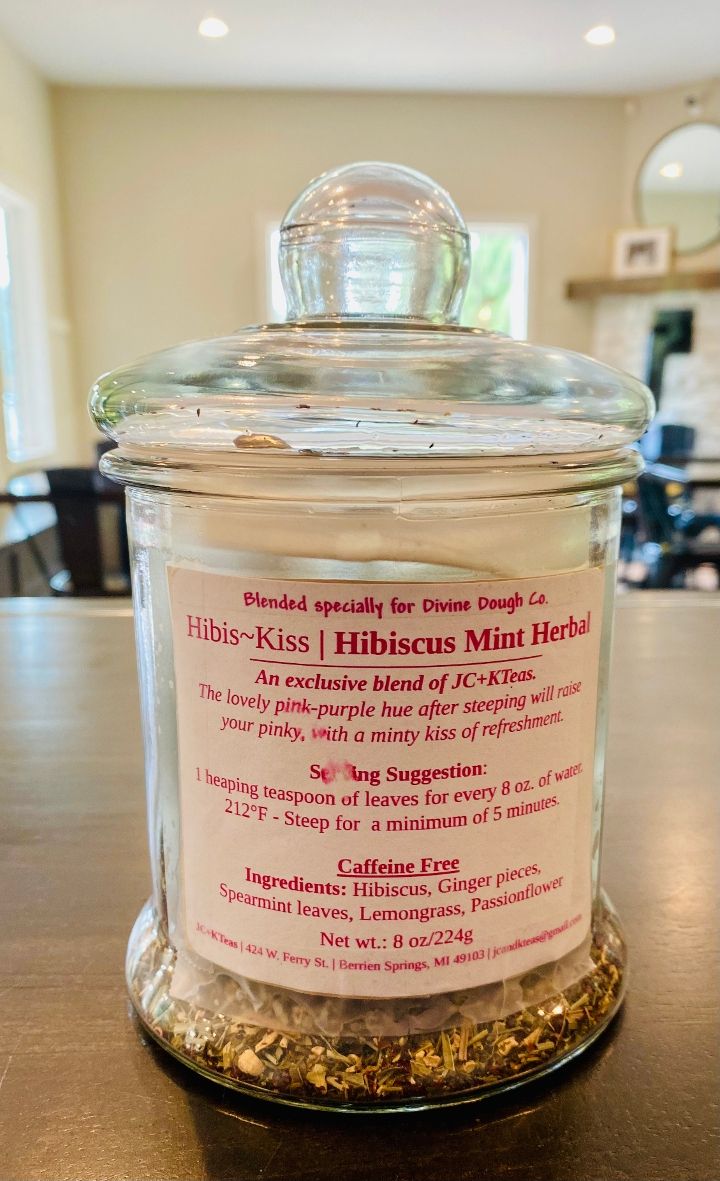 Blended specially for Divine Dough Co.
Hibis~Kiss | Hibiscus Mint Herbal
An exclusive blend of JC+KTeas.
The lovely pink-purple hue after steeping will raise
your pinky, with a minty kiss of refreshment.
Suggestion:
1 heaping teaspoon of leaves for every 8 oz. of water.
212°F - Steep for a minimum of 5 minutes.
Caffeine Free
Ingredients: Hibiscus, Ginger pieces,
Spearmint leaves, Lemongrass, Passionflower
Net wt.: 8 oz/224g
JC+KTeas | 424 W. Ferry St. | Berrien Springs, MI 49103 | jcandkteas@gmail.com